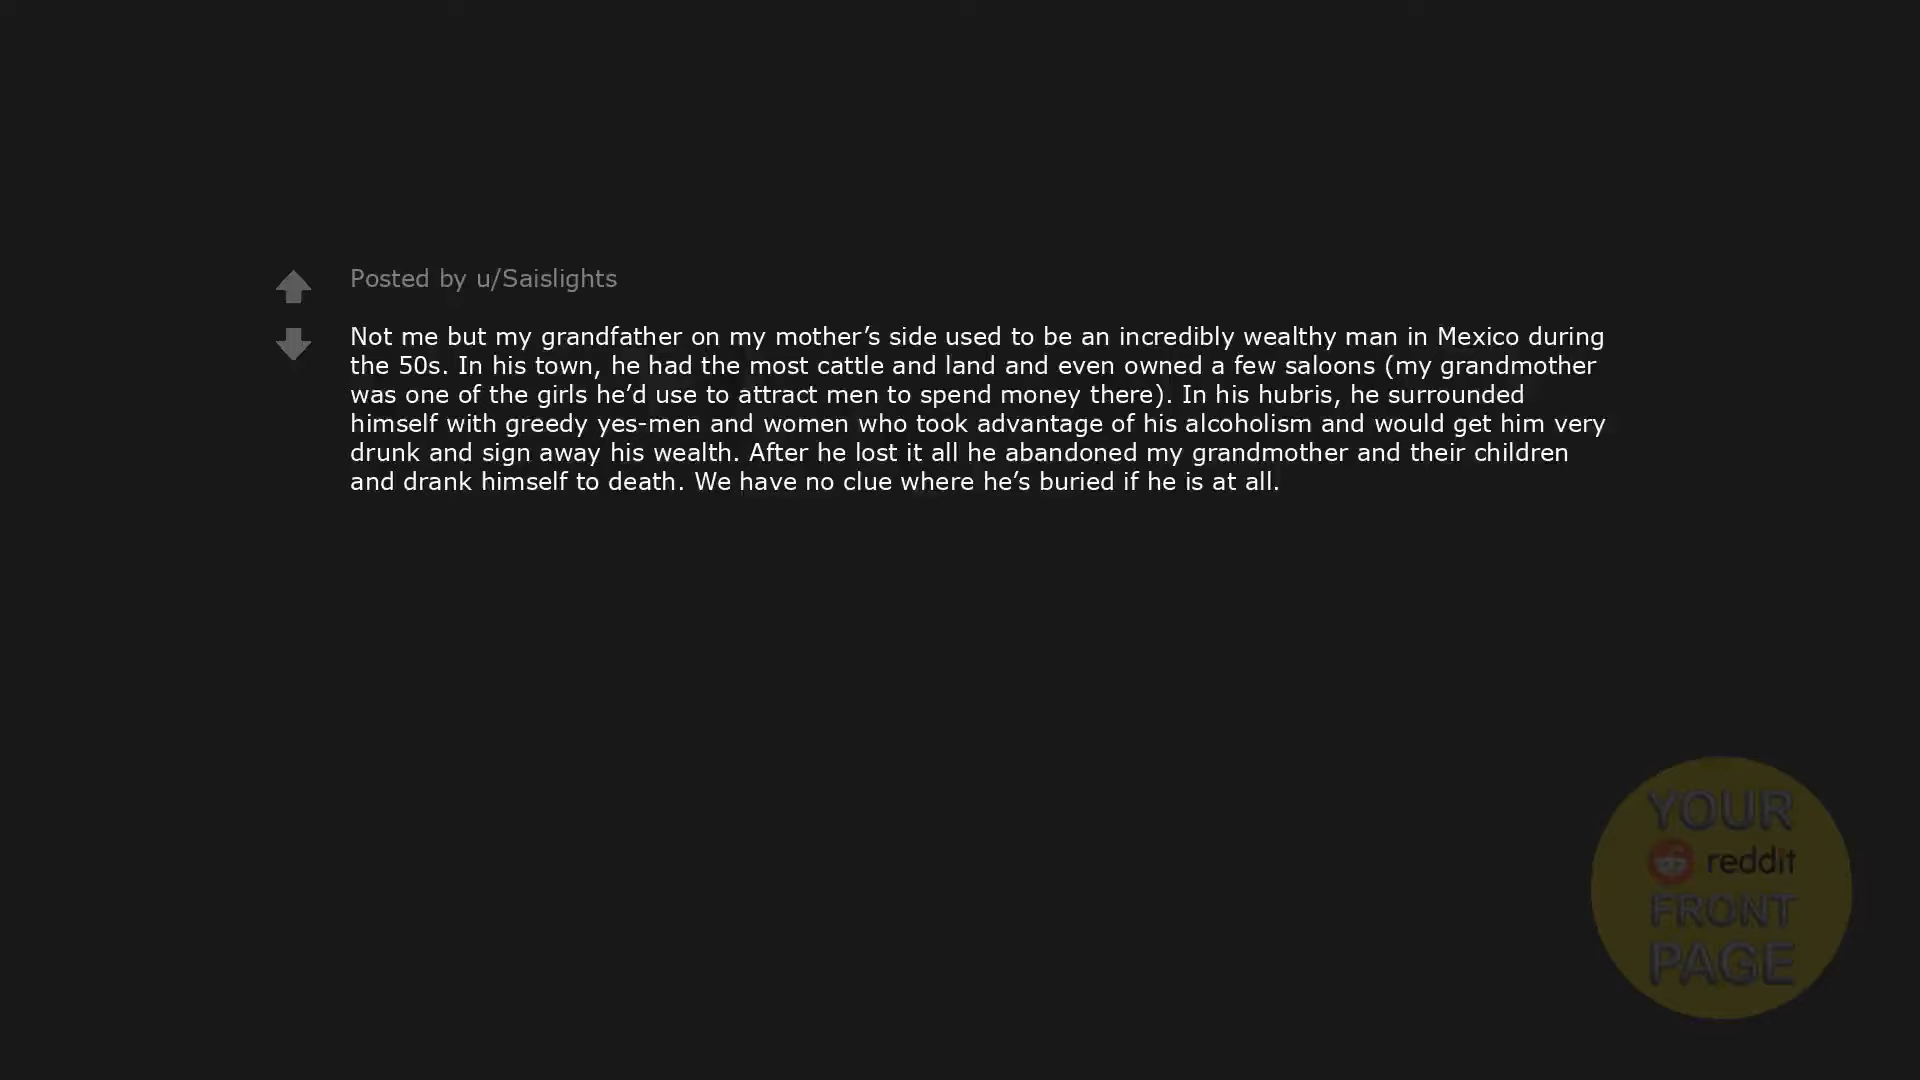 Posted by u/Saislights
Not me but my grandfather on my mother’s side used to be an incredibly wealthy man in Mexico during
the 50s. In his town, he had the most cattle and land and even owned a few saloons (my grandmother
was one of the girls he’d use to attract men to spend money there). In his hubris, he surrounded
himself with greedy yes-men and women who took advantage of his alcoholism and would get him very
drunk and sign away his wealth. After he lost it all he abandoned my grandmother and their children
and drank himself to death. We have no clue where he’s buried if he is at all.
YOUR
reddit
FRONT
PAGE